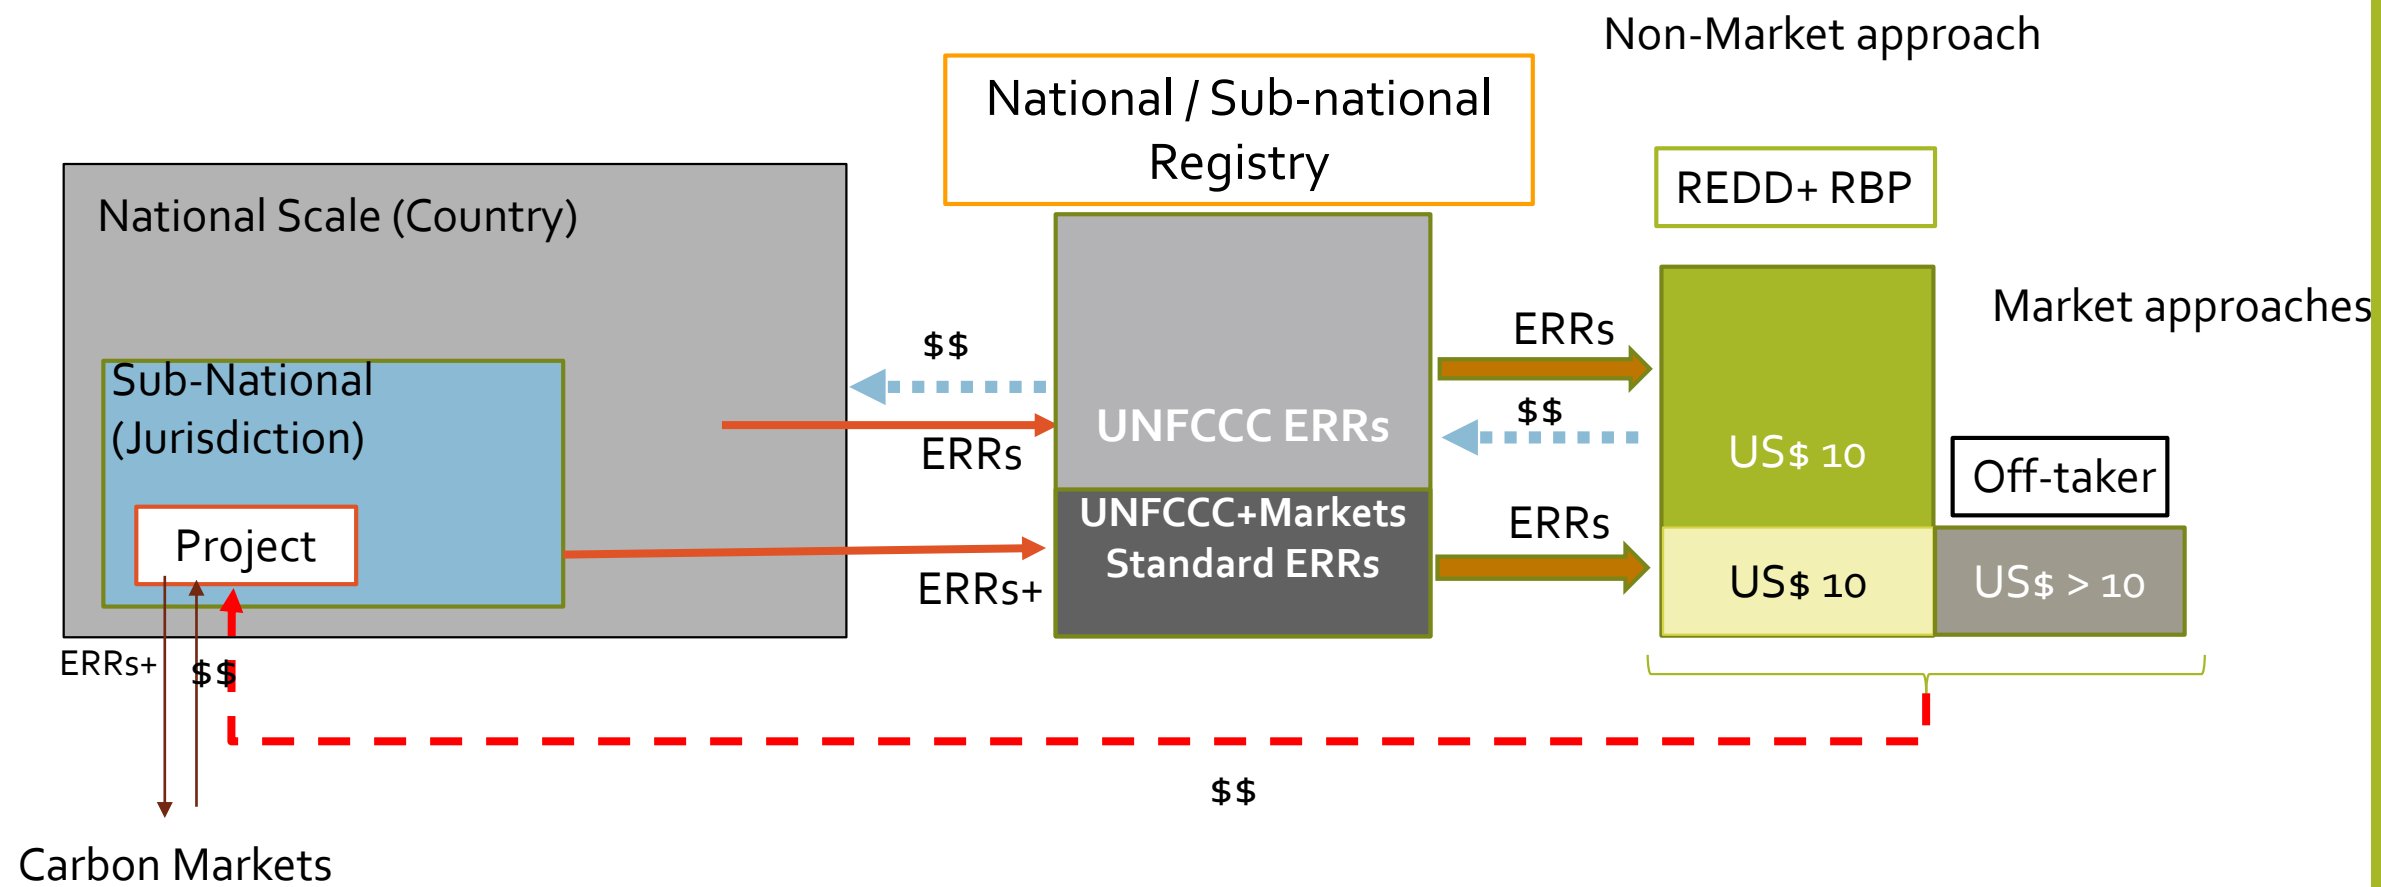 Non-Market approach
National / Sub-national
Registry
REDD+ RBP
National Scale (Country)
Market approaches
$$
ERRs
Sub-National
(Jurisdiction)
$$
UNFCCC ERRs
ERRs
US$ 10
Off-taker
UNFCCC+Markets
Standard ERRs
ERRs
Project
ERRs+
US$ 10
US$ > 10
ERRs+
$$
$$
Carbon Markets